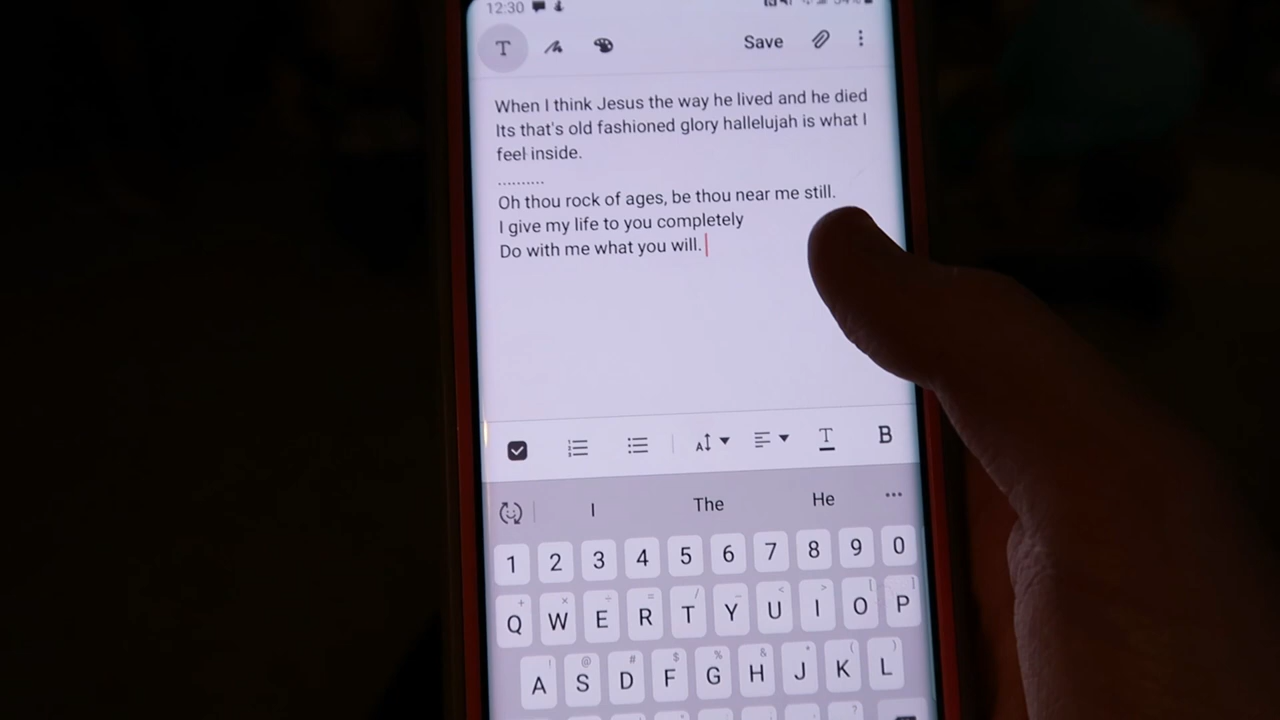 12:30
T Save
When I think Jesus the way he lived and he died
Its that's old fashioned glory hallelujah is what I
feel inside.
..........
Oh thou rock of ages, be thou near me still.
I give my life to you completely
Do with me what you will.
A T B
I The He ...
1 2 3 4 5 6 7 8 9 0
+ × ÷ = / _ < > [ ]
Q W E R T Y U I O P
! @ # $ % & * ( )
A S D F G H J K L